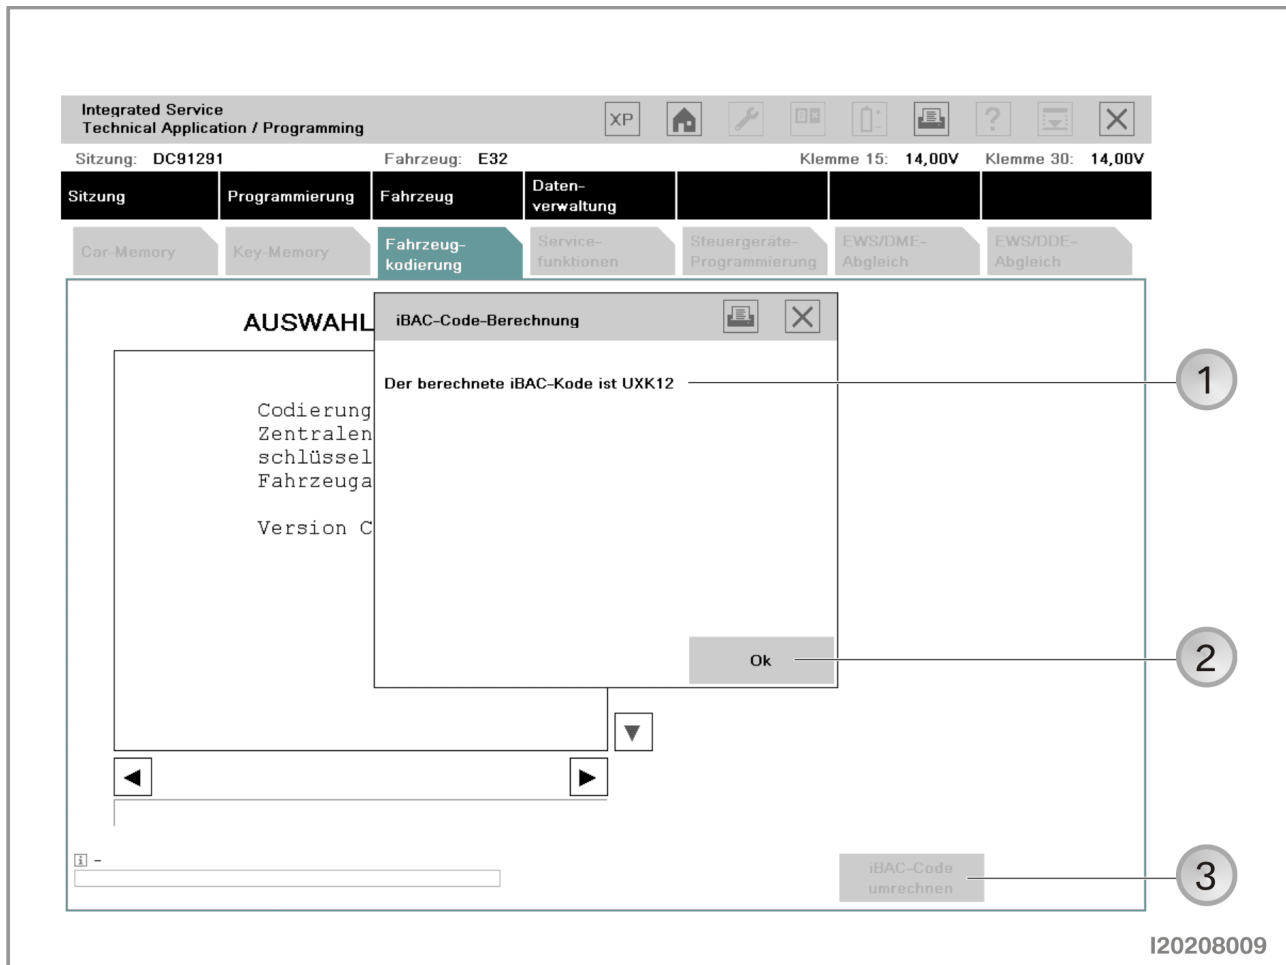 Integrated Service
Technical Application / Programming
XP
?
Sitzung: DC91291
Fahrzeug: E32
Klemme 15: 14,00V
Klemme 30: 14,00V
Sitzung
Programmierung
Fahrzeug
Daten-
verwaltung
Car-Memory
Key-Memory
Fahrzeug-
kodierung
Service-
funktionen
Steuergeräte-
Programmierung
EWS/DME-
Abgleich
EWS/DDE-
Abgleich
AUSWAHL
iBAC-Code-Berechnung
Der berechnete iBAC-Kode ist UXK12
1
Codierung
Zentralen
schlüssel
Fahrzeuga
Version C
Ok
2
i -
iBAC-Code
umrechnen
3
I20208009